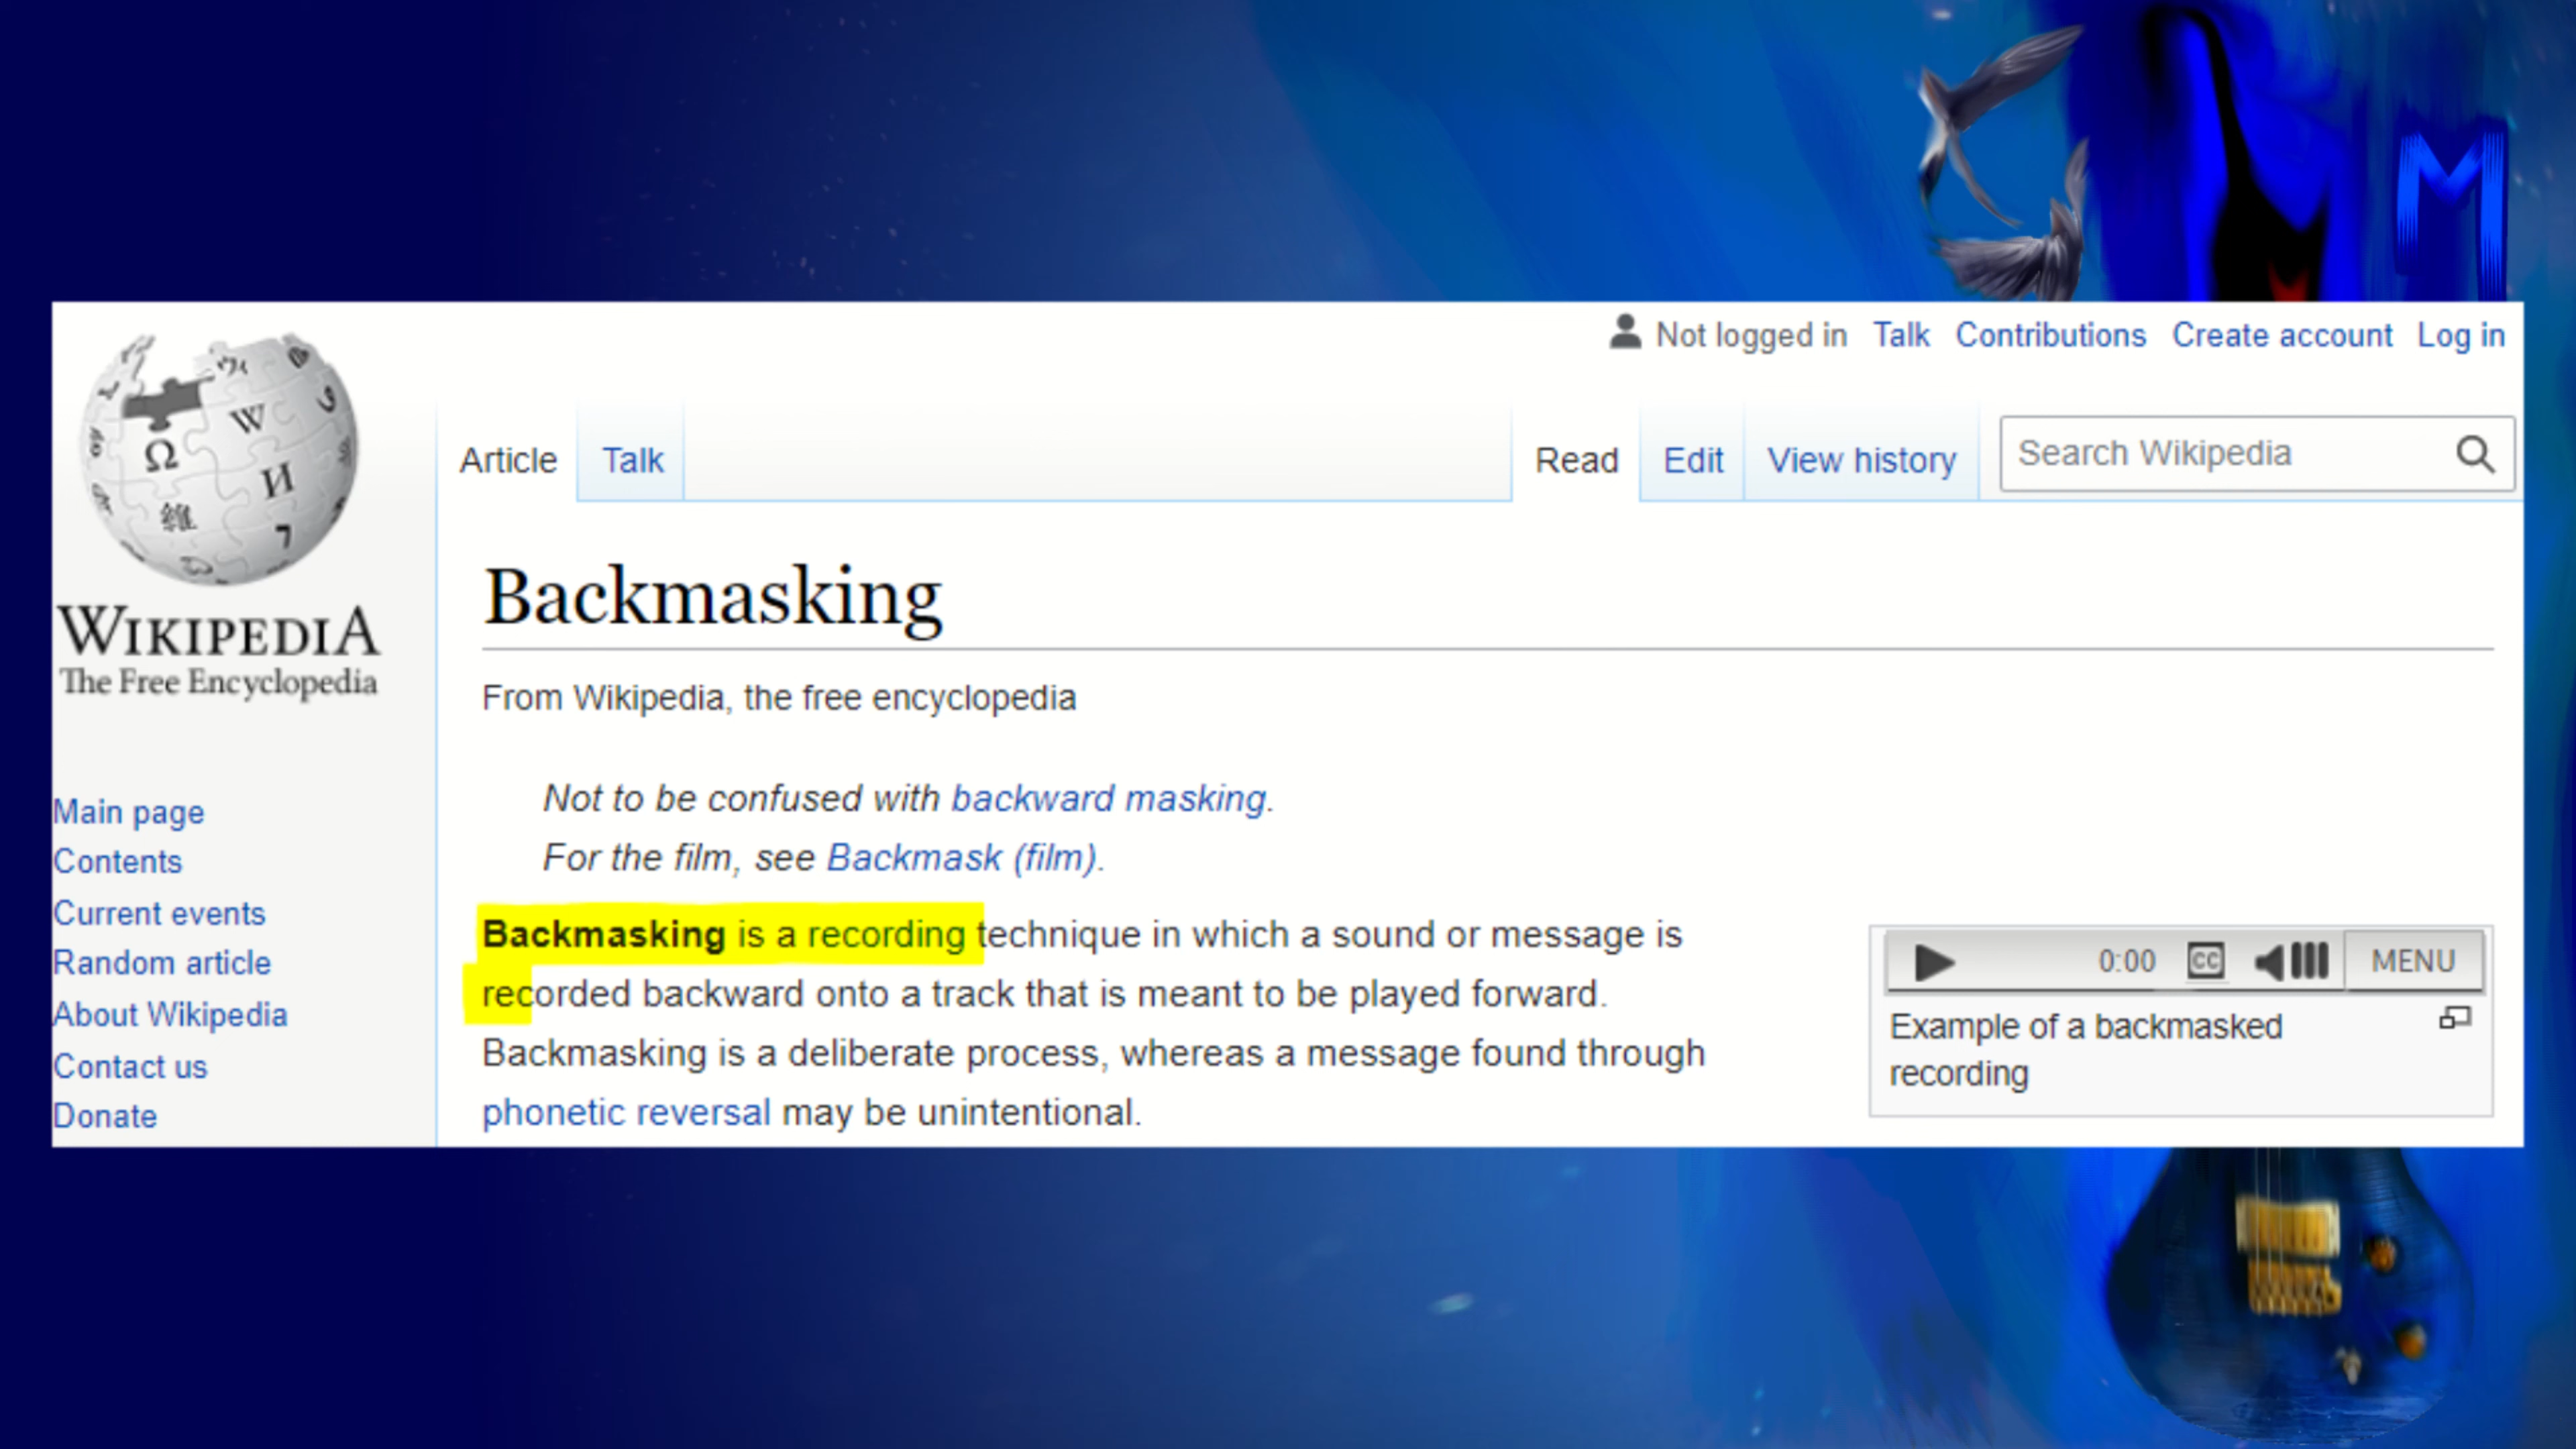 M
Not logged in Talk Contributions Create account Log in
Article Talk Read Edit View history Search Wikipedia
Ω W И 維 7
WIKIPEDIA
The Free Encyclopedia
Main page
Contents
Current events
Random article
About Wikipedia
Contact us
Donate
Backmasking
From Wikipedia, the free encyclopedia
Not to be confused with backward masking.
For the film, see Backmask (film).
Backmasking is a recording technique in which a sound or message is
recorded backward onto a track that is meant to be played forward.
Backmasking is a deliberate process, whereas a message found through
phonetic reversal may be unintentional.
0:00 CC MENU
Example of a backmasked
recording